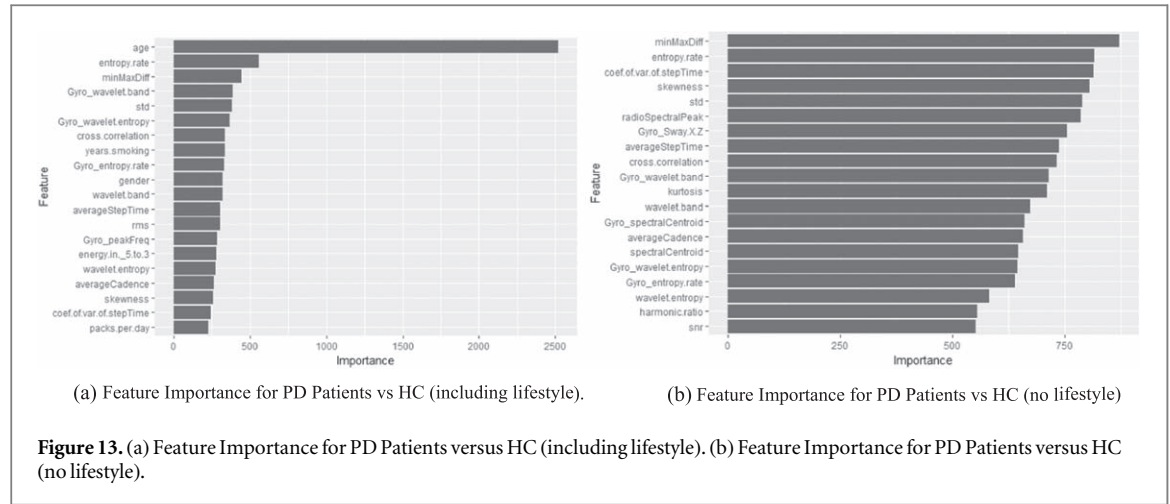 age
entropy.rate
minMaxDiff
Gyro_wavelet.band
std
Gyro_wavelet.entropy
cross.correlation
years.smoking
Gyro_entropy.rate
gender
wavelet.band
averageStepTime
rms
Gyro_peakFreq
energy.in._5.to.3
wavelet.entropy
averageCadence
skewness
coef.of.var.of.stepTime
packs.per.day
Feature
0 500 1000 1500 2000 2500
Importance
(a) Feature Importance for PD Patients vs HC (including lifestyle).
minMaxDiff
entropy.rate
coef.of.var.of.stepTime
skewness
std
radioSpectralPeak
Gyro_Sway.X.Z
averageStepTime
cross.correlation
Gyro_wavelet.band
kurtosis
wavelet.band
Gyro_spectralCentroid
averageCadence
spectralCentroid
Gyro_wavelet.entropy
Gyro_entropy.rate
wavelet.entropy
harmonic.ratio
snr
Feature
0 250 500 750
Importance
(b) Feature Importance for PD Patients vs HC (no lifestyle)
Figure 13. (a) Feature Importance for PD Patients versus HC (including lifestyle). (b) Feature Importance for PD Patients versus HC
(no lifestyle).